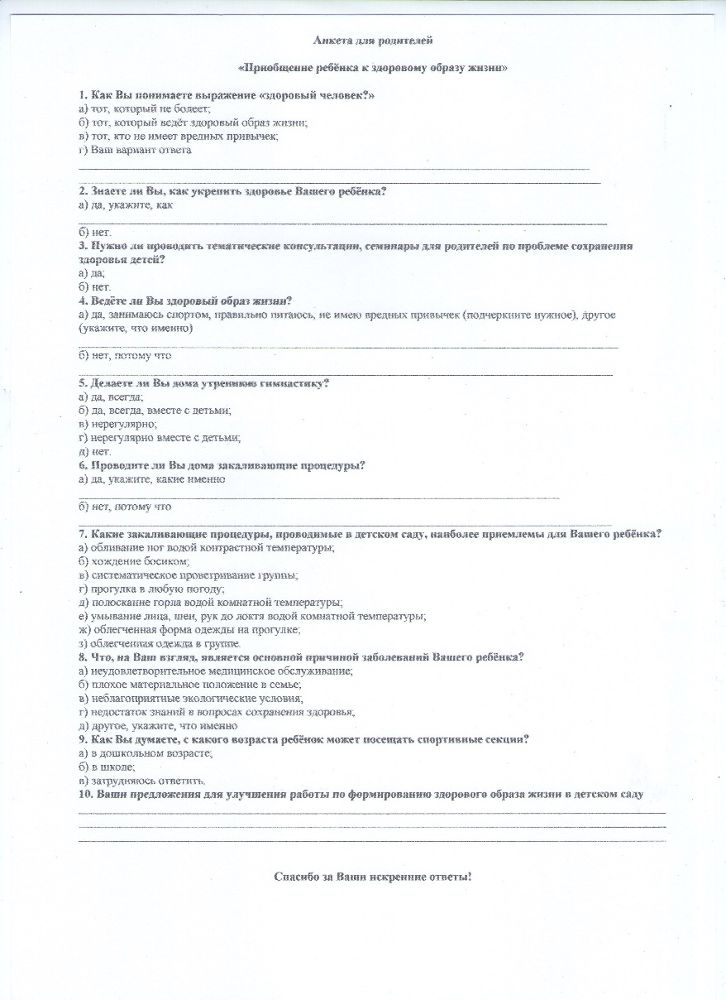 Анкета для родителей
«Приобщение ребёнка к здоровому образу жизни»
1. Как Вы понимаете выражение «здоровый человек?»
а) тот, который не болеет;
б) тот, который ведёт здоровый образ жизни;
в) тот, кто не имеет вредных привычек;
г) Ваш вариант ответа
2. Знаете ли Вы, как укрепить здоровье Вашего ребёнка?
а) да, укажите, как
б) нет.
3. Нужно ли проводить тематические консультации, семинары для родителей по проблеме сохранения
здоровья детей?
а) да;
б) нет.
4. Ведёте ли Вы здоровый образ жизни?
а) да, занимаюсь спортом, правильно питаюсь, не имею вредных привычек (подчеркните нужное), другое
(укажите, что именно)
б) нет, потому что
5. Делаете ли Вы дома утреннюю гимнастику?
а) да, всегда;
б) да, всегда, вместе с детьми;
в) нерегулярно;
г) нерегулярно вместе с детьми;
д) нет.
6. Проводите ли Вы дома закаливающие процедуры?
а) да, укажите, какие именно
б) нет, потому что
7. Какие закаливающие процедуры, проводимые в детском саду, наиболее приемлемы для Вашего ребёнка?
а) обливание ног водой контрастной температуры;
б) хождение босиком;
в) систематическое проветривание группы;
г) прогулка в любую погоду;
д) полоскание горла водой комнатной температуры;
е) умывание лица, шеи, рук до локтя водой комнатной температуры;
ж) облегченная форма одежды на прогулке;
з) облегченная одежда в группе.
8. Что, на Ваш взгляд, является основной причиной заболеваний Вашего ребёнка?
а) неудовлетворительное медицинское обслуживание;
б) плохое материальное положение в семье;
в) неблагоприятные экологические условия;
г) недостаток знаний в вопросах сохранения здоровья;
д) другое, укажите, что именно
9. Как Вы думаете, с какого возраста ребёнок может посещать спортивные секции?
а) в дошкольном возрасте;
б) в школе;
в) затрудняюсь ответить.
10. Ваши предложения для улучшения работы по формированию здорового образа жизни в детском саду
Спасибо за Ваши искренние ответы!